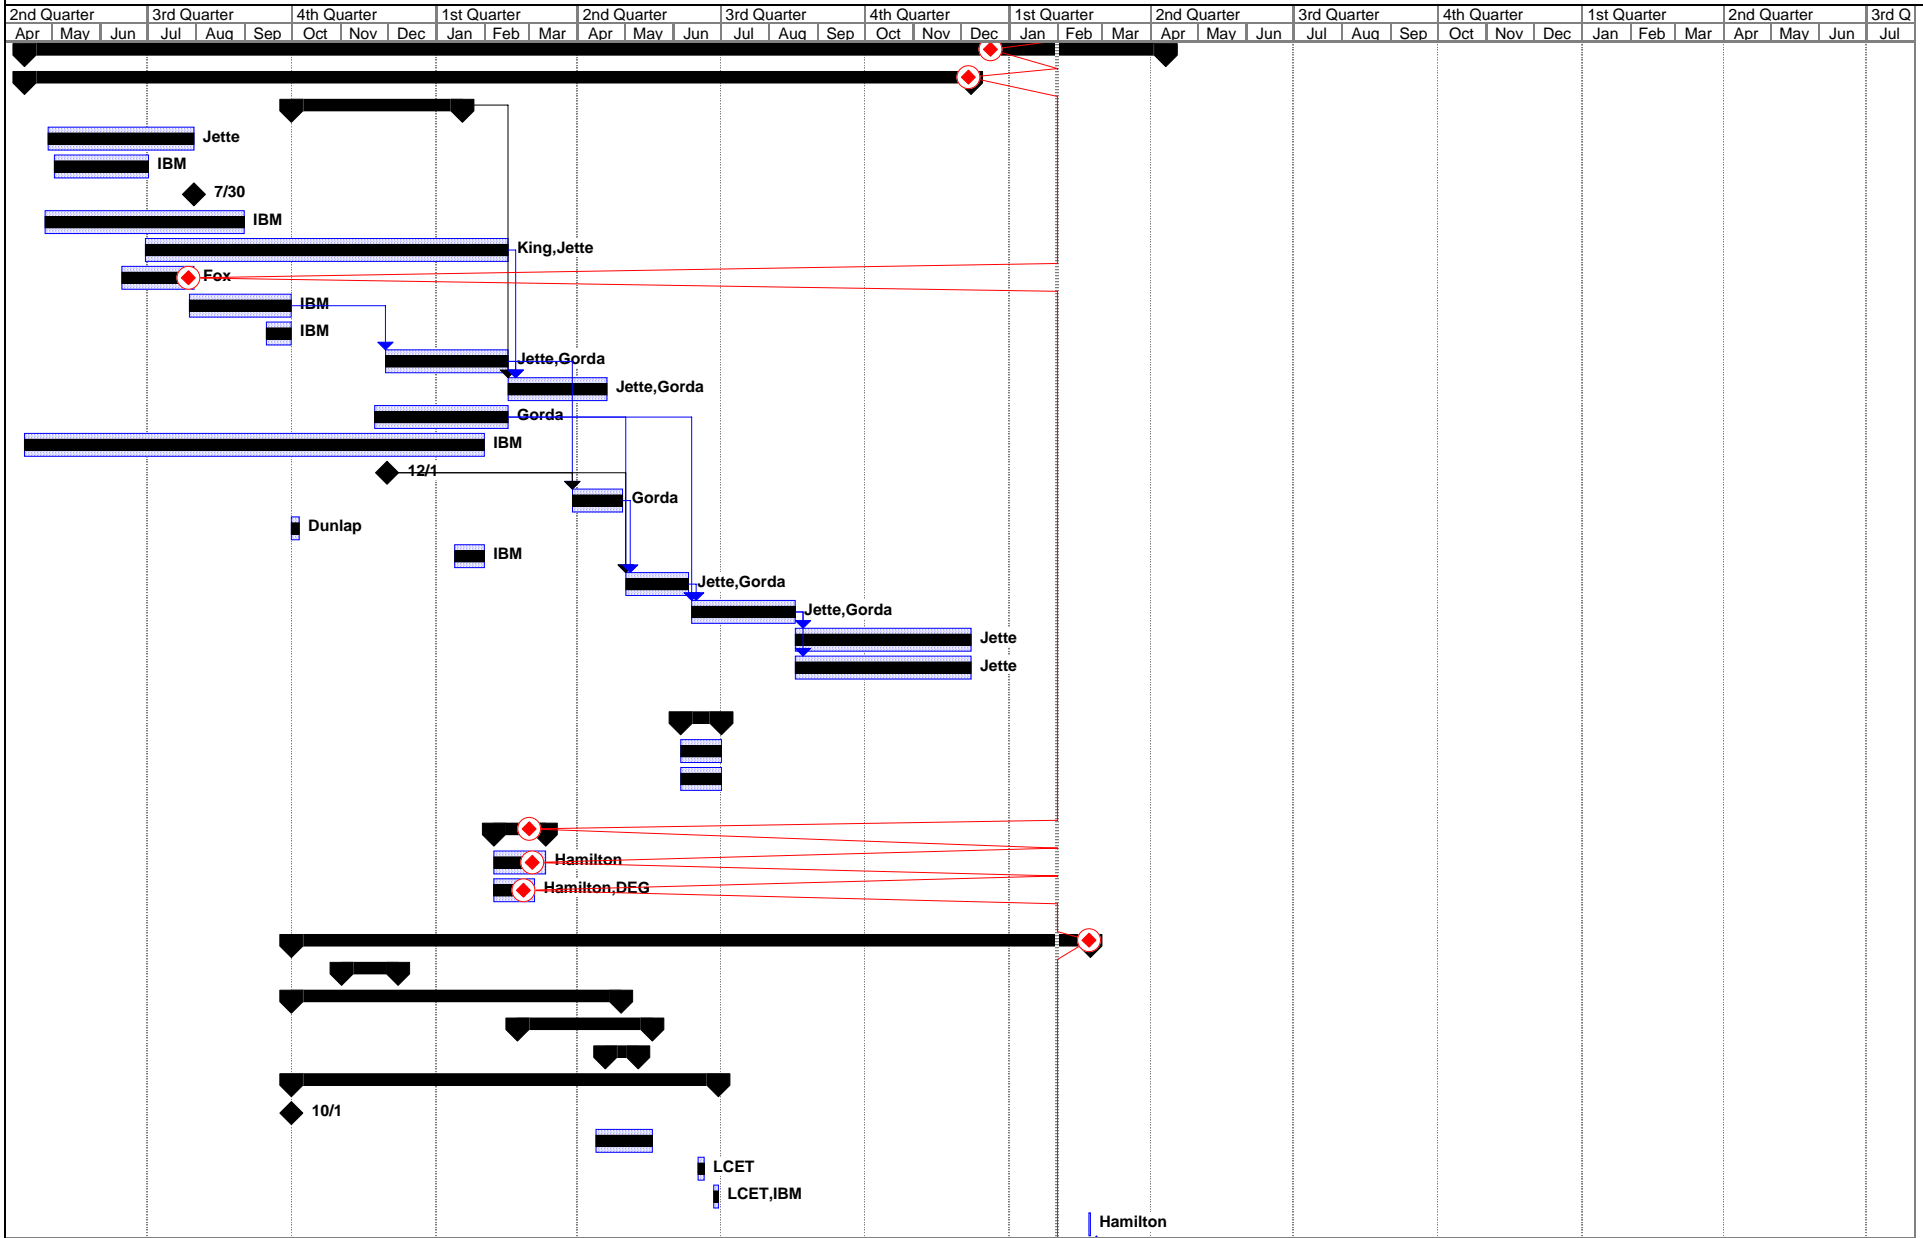 2nd Quarter 3rd Quarter 4th Quarter 1st Quarter 2nd Quarter 3rd Quarter 4th Quarter 1st Quarter 2nd Quarter 3rd Quarter 4th Quarter 1st Quarter 2nd Quarter 3rd Q
Apr May Jun Jul Aug Sep Oct Nov Dec Jan Feb Mar Apr May Jun Jul Aug Sep Oct Nov Dec Jan Feb Mar Apr May Jun Jul Aug Sep Oct Nov Dec Jan Feb Mar Apr May Jun Jul
Jette
IBM
7/30
IBM
King,Jette
Fox
IBM
IBM
Jette,Gorda
Jette,Gorda
Gorda
IBM
12/1
Gorda
Dunlap
IBM
Jette,Gorda
Jette,Gorda
Jette
Jette
Hamilton
Hamilton,DEG
10/1
LCET
LCET,IBM
Hamilton